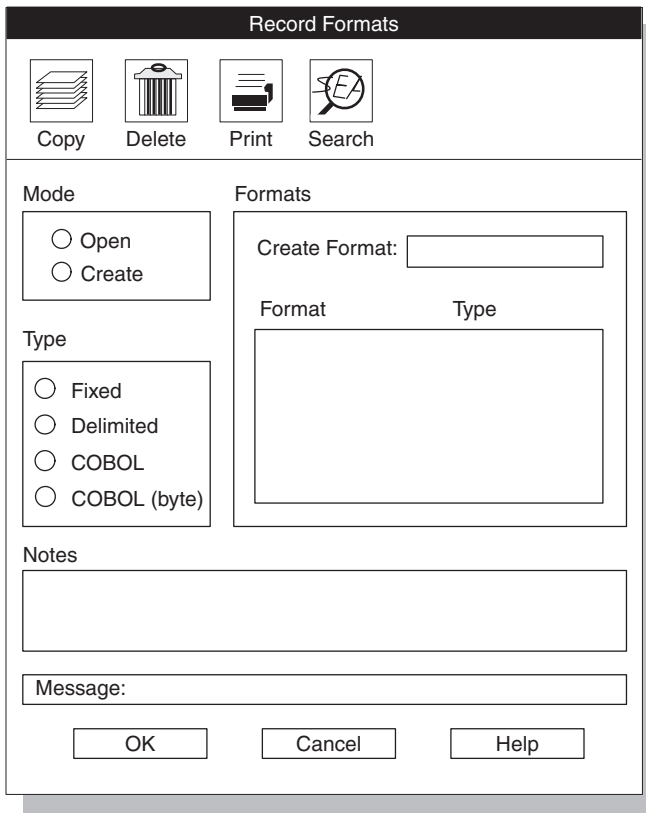 Record Formats
Copy Delete Print Search
SEA
Mode
Open
Create
Type
Fixed
Delimited
COBOL
COBOL (byte)
Formats
Create Format:
Format Type
Notes
Message:
OK Cancel Help